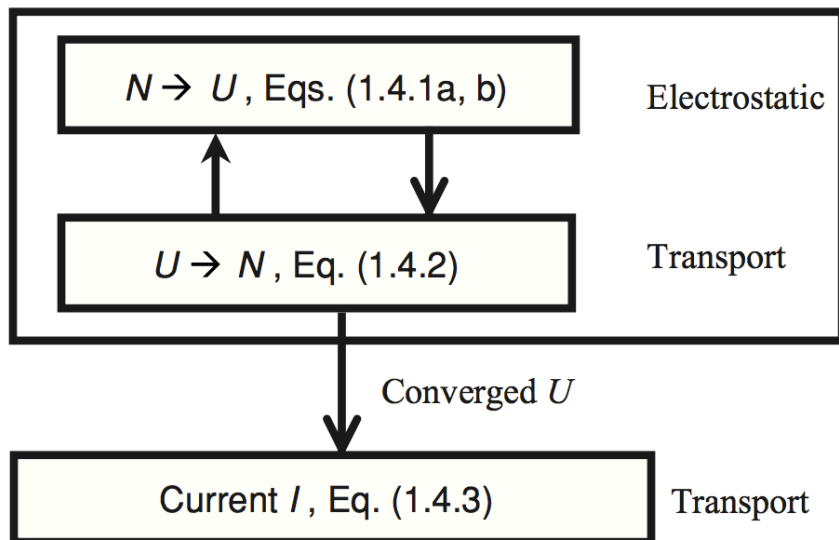 N → U , Eqs. (1.4.1a, b)
Electrostatic
U → N , Eq. (1.4.2)
Transport
Converged U
Current I , Eq. (1.4.3)
Transport